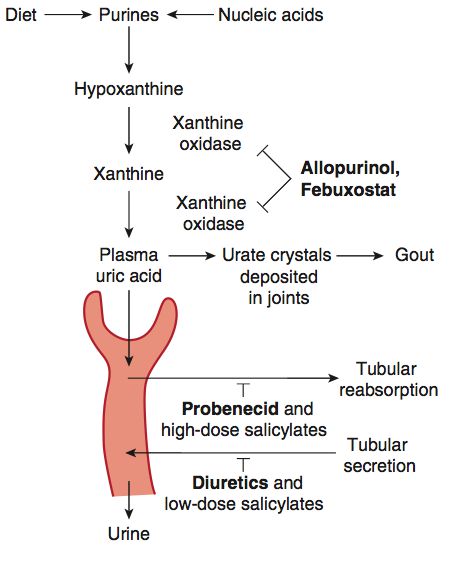 Diet Purines Nucleic acids
Hypoxanthine
Xanthine
oxidase
Allopurinol,
Febuxostat
Xanthine
Xanthine
oxidase
Plasma
uric acid
Urate crystals
deposited
in joints
Gout
Tubular
reabsorption
Probenecid and
high-dose salicylates
Tubular
secretion
Diuretics and
low-dose salicylates
Urine